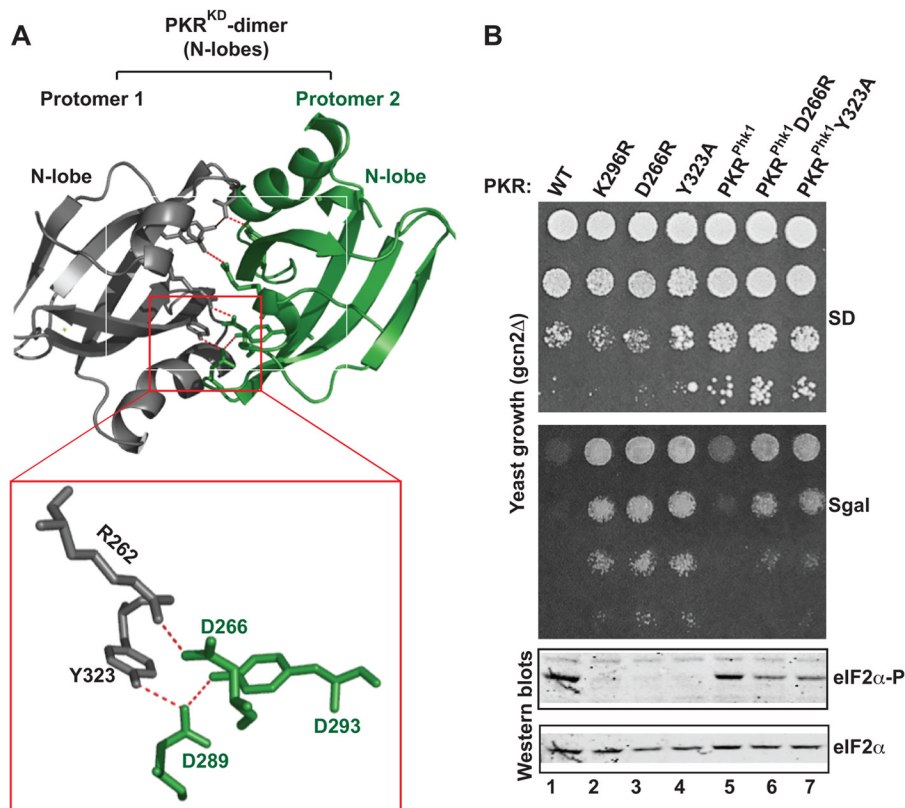 A
PKR^KD-dimer
(N-lobes)
Protomer 1
Protomer 2
N-lobe
N-lobe
R262
D266
Y323
D293
D289
B
PKR:
WT
K296R
D266R
Y323A
PKR^Phk1
PKR^Phk1 D266R
PKR^Phk1 Y323A
Yeast growth (gcn2Δ)
SD
Sgal
Western blots
eIF2α-P
eIF2α
1 2 3 4 5 6 7